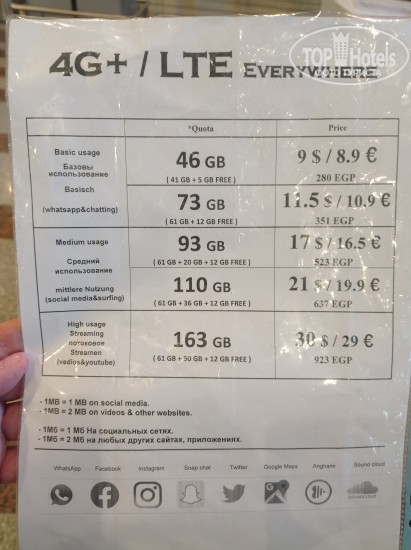 TOP Hotels
4G+ / LTE EVERYWHERE
*Quota
Price
Basic usage
Базовы
использование
Basisch
(whatsapp&chatting)
46 GB
( 41 GB + 5 GB FREE )
9 $ / 8.9 €
280 EGP
73 GB
( 61 GB + 12 GB FREE )
11.5 $ / 10.9 €
351 EGP
Medium usage
Средний
использование
mittlere Nutzung
(social media&surfing)
93 GB
( 61 GB + 20 GB + 12 GB FREE )
17 $ / 16.5 €
523 EGP
110 GB
( 61 GB + 36 GB + 12 GB FREE )
21 $ / 19.9 €
637 EGP
High usage
Streaming
потоковое
Streamen
(vedios&youtube)
163 GB
( 61 GB + 90 GB + 12 GB FREE )
30 $ / 29 €
923 EGP
- 1MB = 1 MB on social media.
- 1MB = 2 MB on videos & other websites.
- 1Мб = 1 Мб На социальных сетях.
- 1Мб = 2 Мб на любых других сайтах, приложениях.
WhatsApp
Facebook
Instagram
Snap chat
Twitter
Google Maps
Anghami
Sound cloud
SOUNDCLOUD